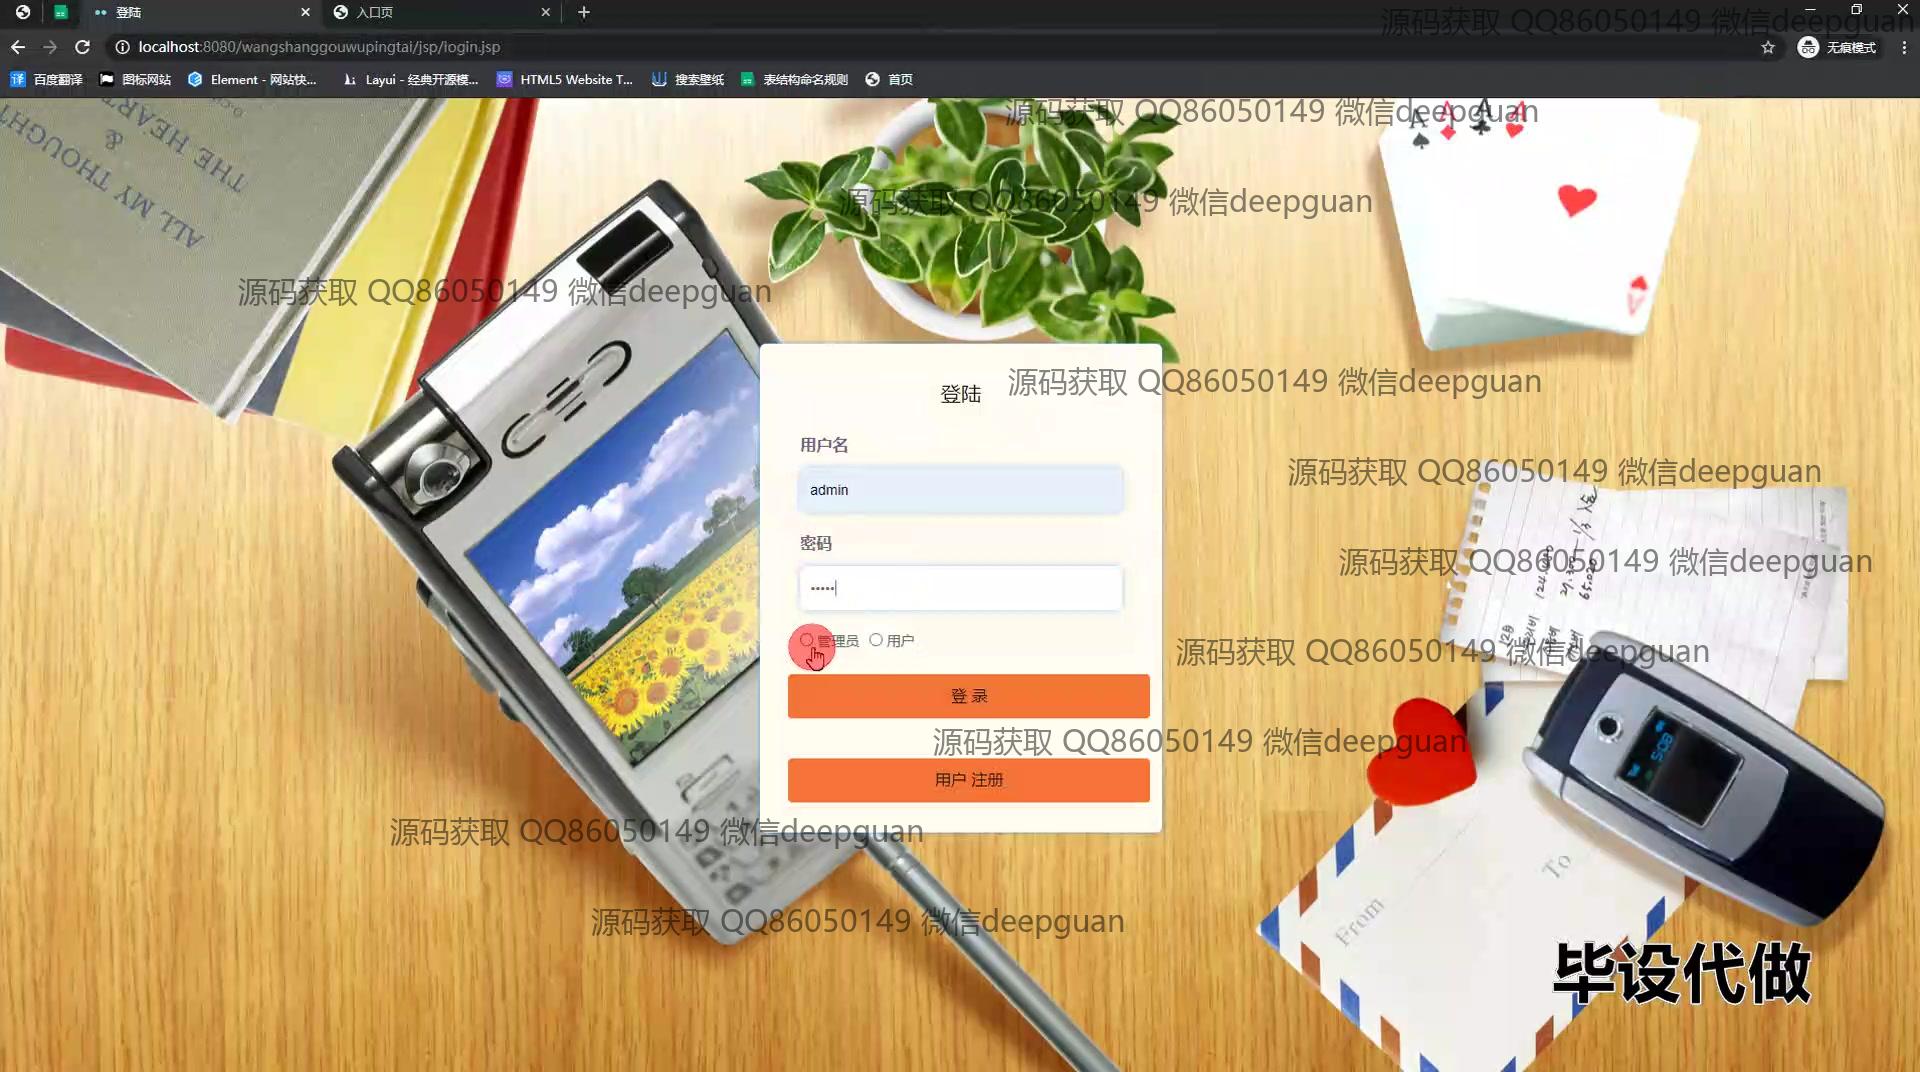 登陆
入口页
源码获取 QQ86050149 微信deepguan
localhost:8080/wangshanggouwupingtai/jsp/login.jsp
无痕模式
百度翻译
图标网站
Element - 网站快...
Layui - 经典开源模...
HTML5 Website T...
搜索壁纸
表结构命名规则
首页
源码获取 QQ86050149 微信deepguan
ALL MY THOUGHT
&
THE HEART
A A A A
源码获取 QQ86050149 微信deepguan
源码获取 QQ86050149 微信deepguan
登陆
源码获取 QQ86050149 微信deepguan
用户名
源码获取 QQ86050149 微信deepguan
admin
密码
源码获取 QQ86050149 微信deepguan
•••••
管理员 用户
源码获取 QQ86050149 微信deepguan
登 录
源码获取 QQ86050149 微信deepguan
用户 注册
源码获取 QQ86050149 微信deepguan
To
From
源码获取 QQ86050149 微信deepguan
毕设代做